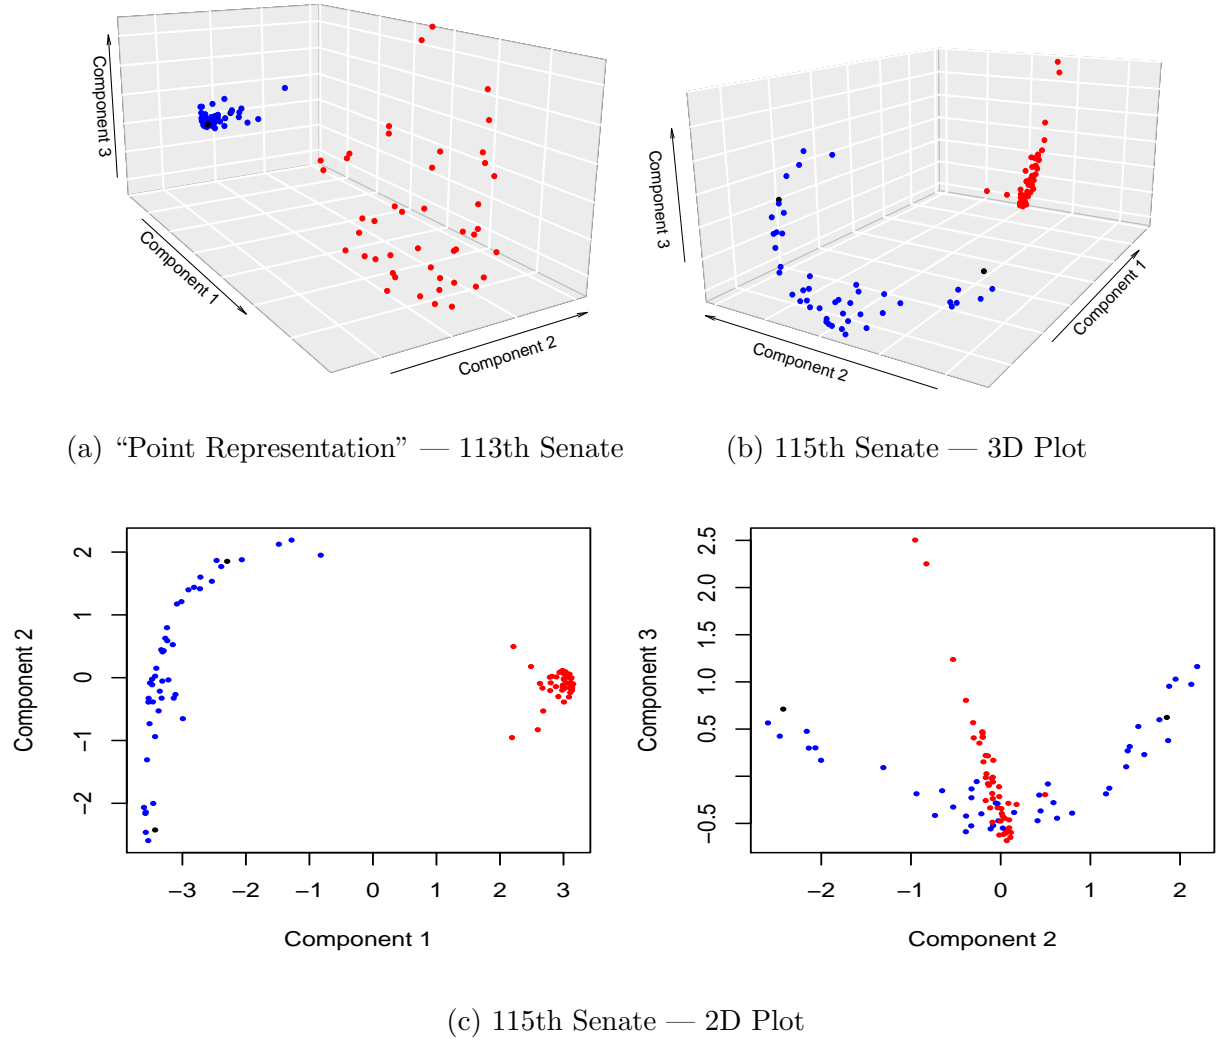 Component 3
Component 1
Component 2
Component 3
Component 2
Component 1
(a) “Point Representation” — 113th Senate
(b) 115th Senate — 3D Plot
Component 2
2
1
0
−1
−2
−3
−2
−1
0
1
2
3
Component 1
Component 3
2.5
2.0
1.5
1.0
0.5
−0.5
−2
−1
0
1
2
Component 2
(c) 115th Senate — 2D Plot